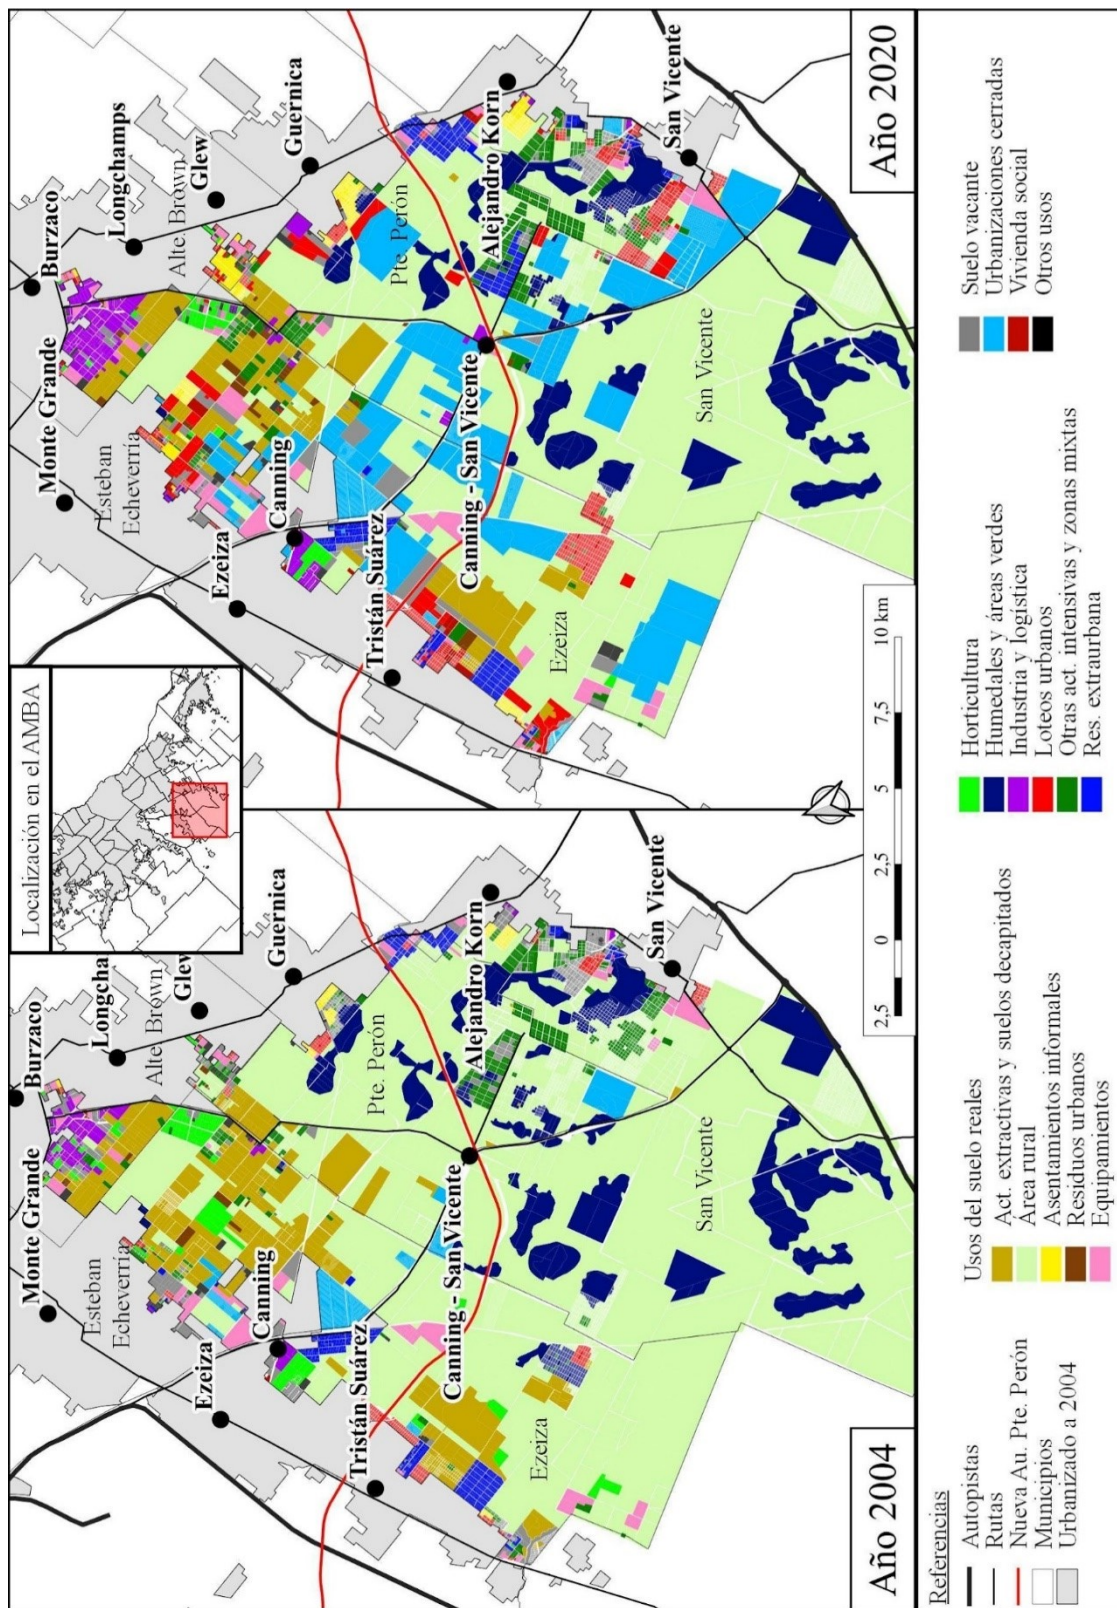 Localización en el AMBA
Burzaco
Monte Grande
Longcha
Alte. Brown
Glew
Esteban
Echeverría
Guernica
Ezeiza
Canning
Pte. Perón
Tristán Suárez
Alejandro Korn
Canning - San Vicente
San Vicente
Ezeiza
San Vicente
Año 2004
Burzaco
Monte Grande
Longchamps
Alte. Brown
Glew
Esteban
Echeverría
Guernica
Ezeiza
Canning
Pte. Perón
Tristán Suárez
Alejandro Korn
Canning - San Vicente
San Vicente
Ezeiza
San Vicente
Año 2020
2,5 0 2,5 5 7,5 10 km
Referencias
Autopistas
Rutas
Nueva Au. Pte. Perón
Municipios
Urbanizado a 2004
Usos del suelo reales
Act. extractivas y suelos decapitados
Área rural
Asentamientos informales
Residuos urbanos
Equipamientos
Horticultura
Humedales y áreas verdes
Industria y logística
Loteos urbanos
Otras act. intensivas y zonas mixtas
Res. extraurbana
Suelo vacante
Urbanizaciones cerradas
Vivienda social
Otros usos